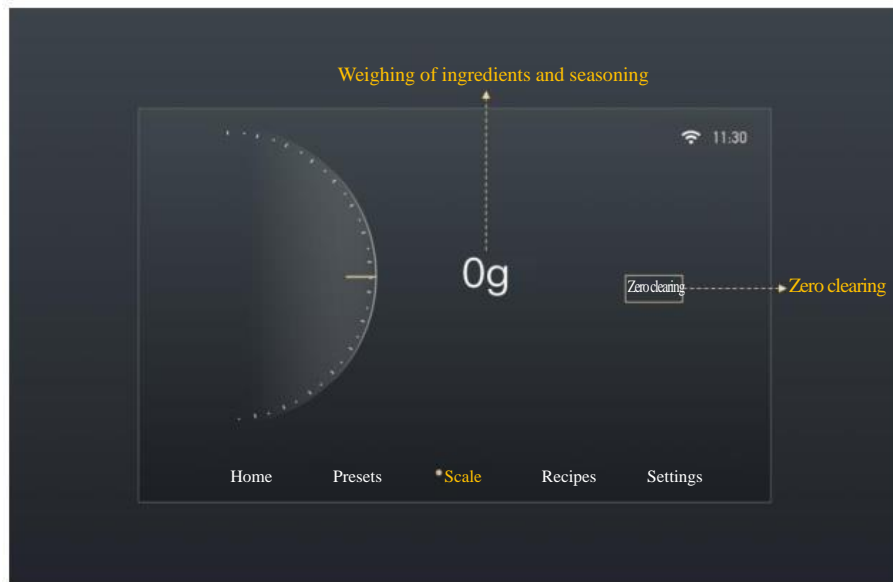 Weighing of ingredients and seasoning
11:30
0g
Zero clearing
Zero clearing
Home Presets Scale Recipes Settings